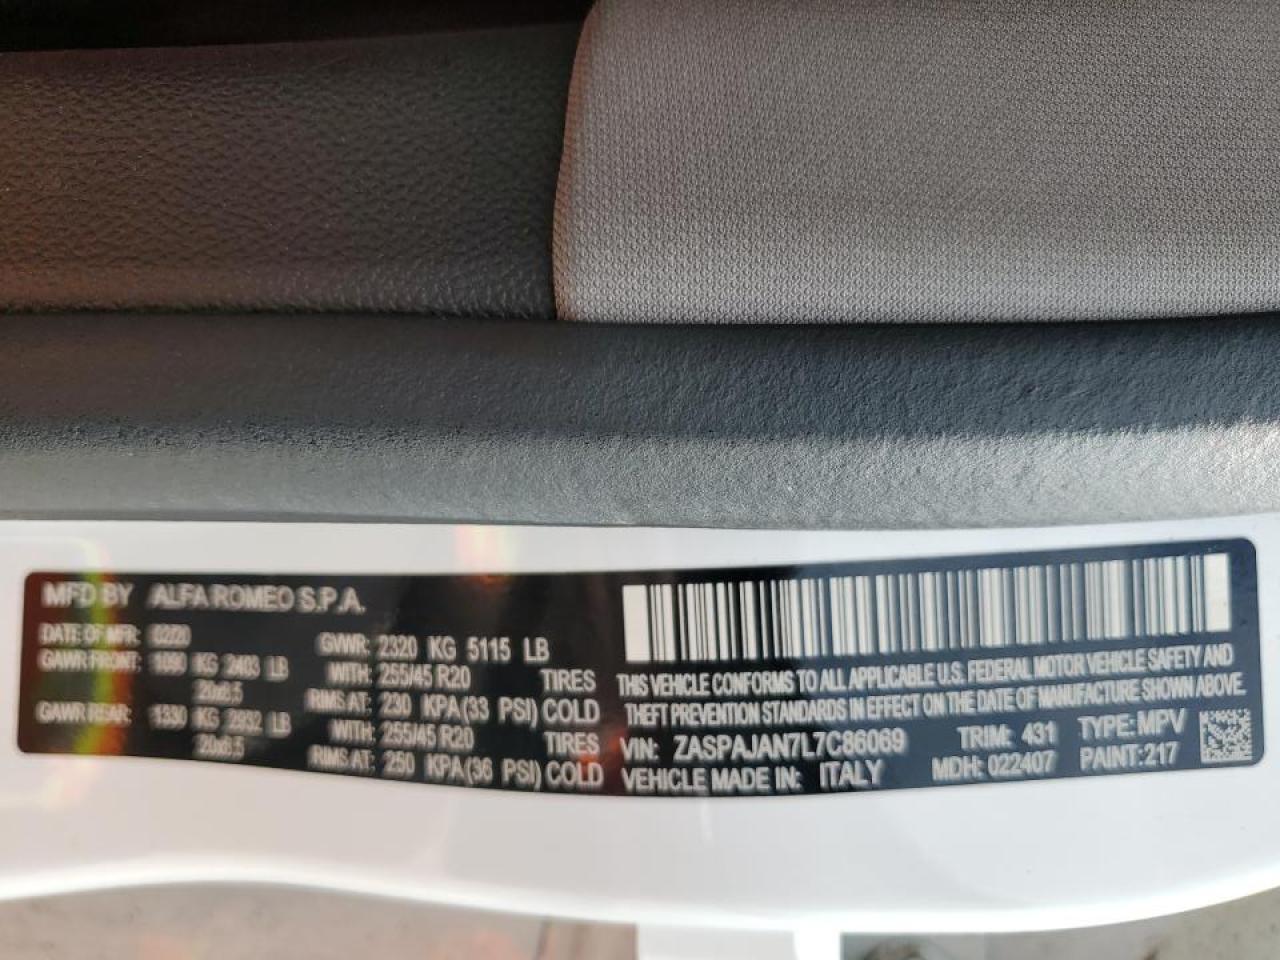 MFD BY ALFA ROMEO S.P.A.
DATE OF MFR: 02/20 GVWR: 2320 KG 5115 LB
GAWR FRONT: 1090 KG 2403 LB WITH: 255/45 R20 TIRES
20x8.5 RIMS AT: 230 KPA(33 PSI) COLD
GAWR REAR: 1330 KG 2932 LB WITH: 255/45 R20 TIRES
20x8.5 RIMS AT: 250 KPA(36 PSI) COLD
THIS VEHICLE CONFORMS TO ALL APPLICABLE U.S. FEDERAL MOTOR VEHICLE SAFETY AND
THEFT PREVENTION STANDARDS IN EFFECT ON THE DATE OF MANUFACTURE SHOWN ABOVE.
VIN: ZASPAJAN7L7C86069 TRIM: 431 TYPE: MPV
VEHICLE MADE IN: ITALY MDH: 022407 PAINT: 217